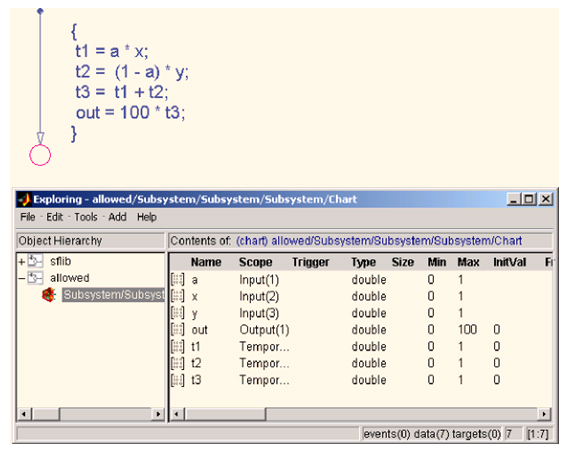 {
t1 = a * x;
t2 = (1 - a) * y;
t3 = t1 + t2;
out = 100 * t3;
}
Exploring - allowed/Subsystem/Subsystem/Subsystem/Chart
File Edit Tools Add Help
Object Hierarchy
Contents of: (chart) allowed/Subsystem/Subsystem/Subsystem/Chart
sflib
allowed
Subsystem/Subsyst
Name Scope Trigger Type Size Min Max InitVal Fi
a Input(1) double 0 1
x Input(2) double 0 1
y Input(3) double 0 1
out Output(1) double 0 100 0
t1 Tempor... double 0 1 0
t2 Tempor... double 0 1 0
t3 Tempor... double 0 1 0
events(0) data(7) targets(0) 7 [1:7]